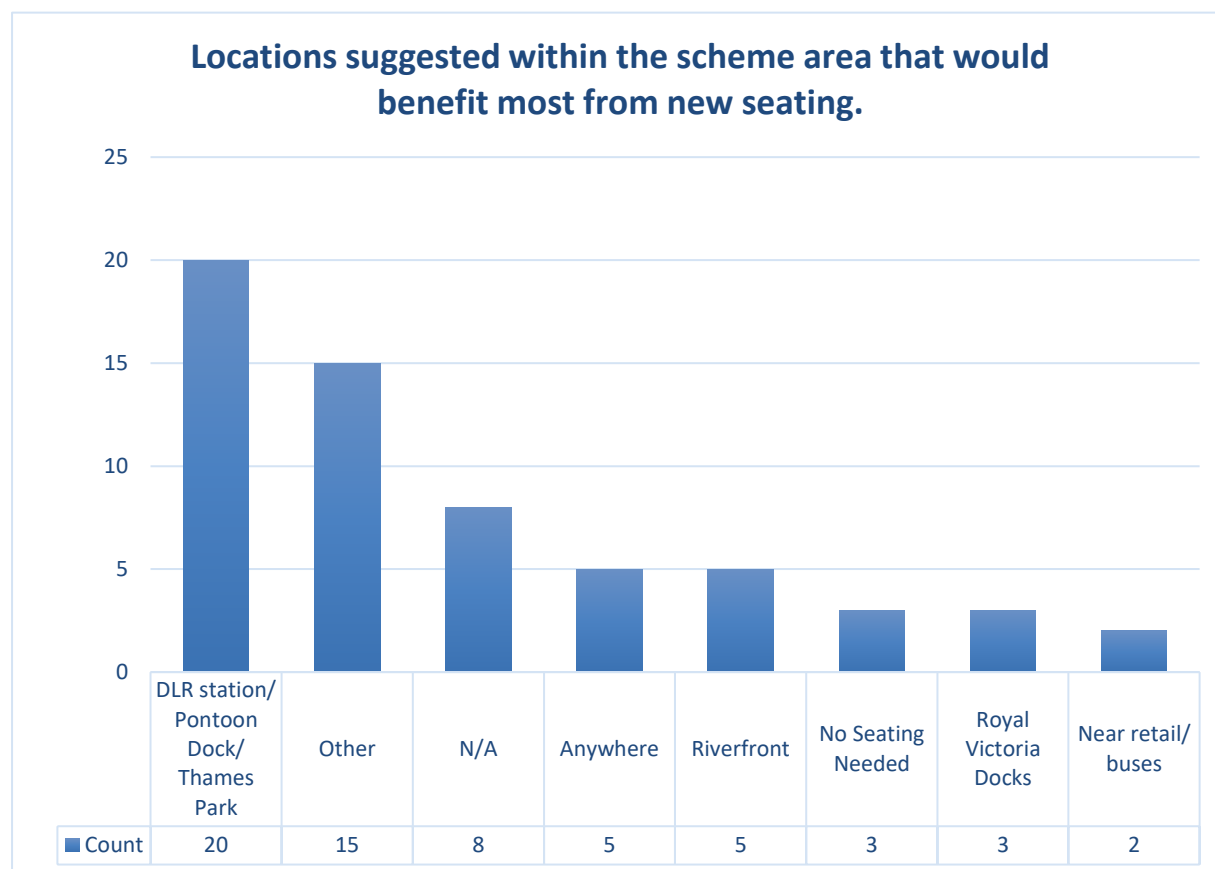 Locations suggested within the scheme area that would
benefit most from new seating.
25
20
15
10
5
0
DLR station/
Pontoon
Dock/
Thames
Park
Other
N/A
Anywhere
Riverfront
No Seating
Needed
Royal
Victoria
Docks
Near retail/
buses
Count 20 15 8 5 5 3 3 2